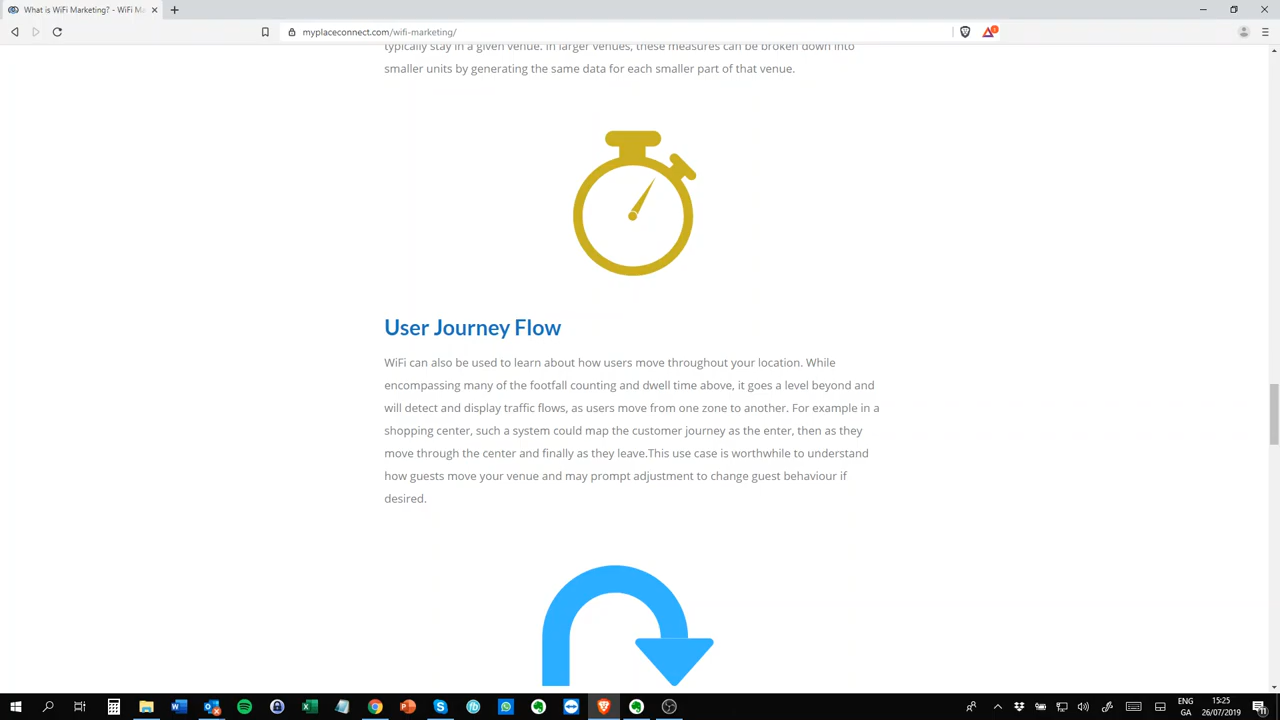 What is WiFi Marketing? - WiFi Ma
myplaceconnect.com/wifi-marketing/
typically stay in a given venue. In larger venues, these measures can be broken down into
smaller units by generating the same data for each smaller part of that venue.
User Journey Flow
WiFi can also be used to learn about how users move throughout your location. While
encompassing many of the footfall counting and dwell time above, it goes a level beyond and
will detect and display traffic flows, as users move from one zone to another. For example in a
shopping center, such a system could map the customer journey as the enter, then as they
move through the center and finally as they leave.This use case is worthwhile to understand
how guests move your venue and may prompt adjustment to change guest behaviour if
desired.
ENG
GA
15:25
26/07/2019